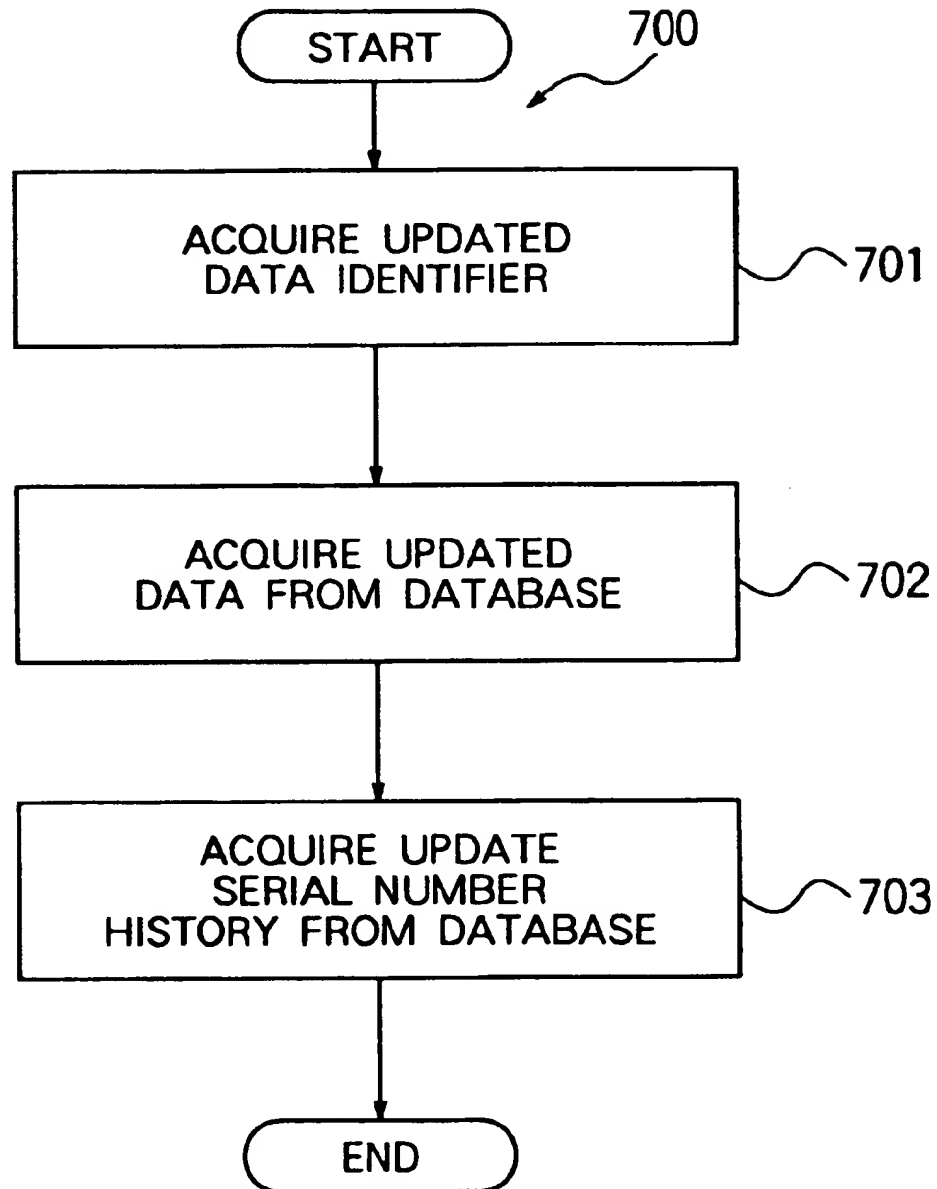 START
700
ACQUIRE UPDATED
DATA IDENTIFIER
701
ACQUIRE UPDATED
DATA FROM DATABASE
702
ACQUIRE UPDATE
SERIAL NUMBER
HISTORY FROM DATABASE
703
END